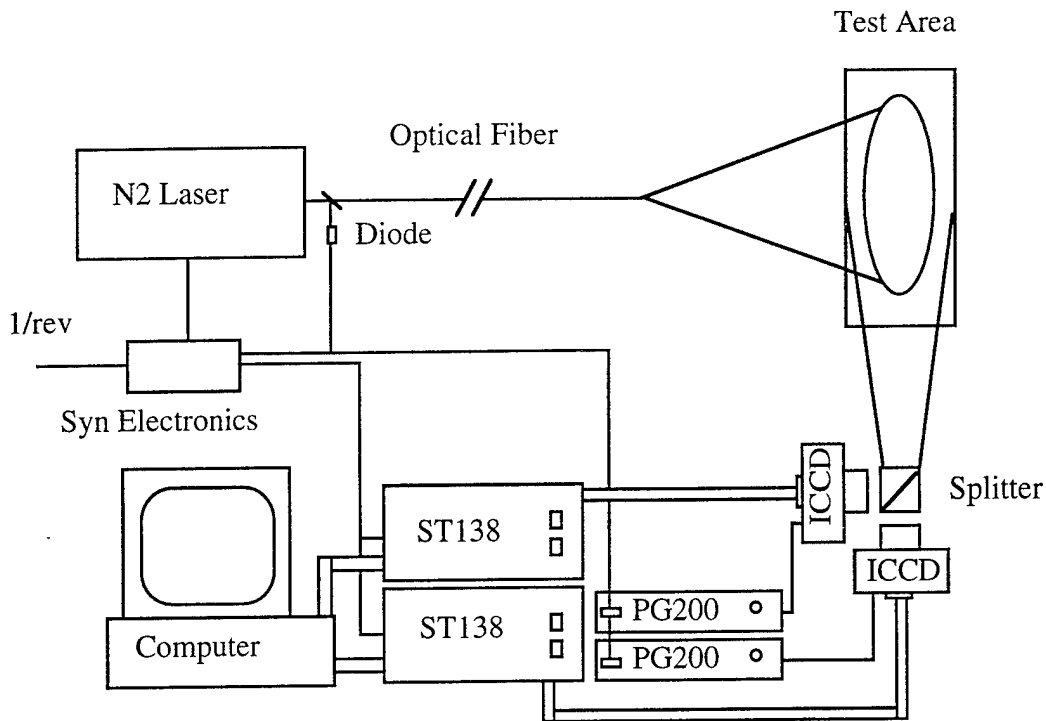 Test Area
Optical Fiber
N2 Laser
Diode
1/rev
Syn Electronics
ICCD
Splitter
ST138
ICCD
PG200
ST138
Computer
PG200